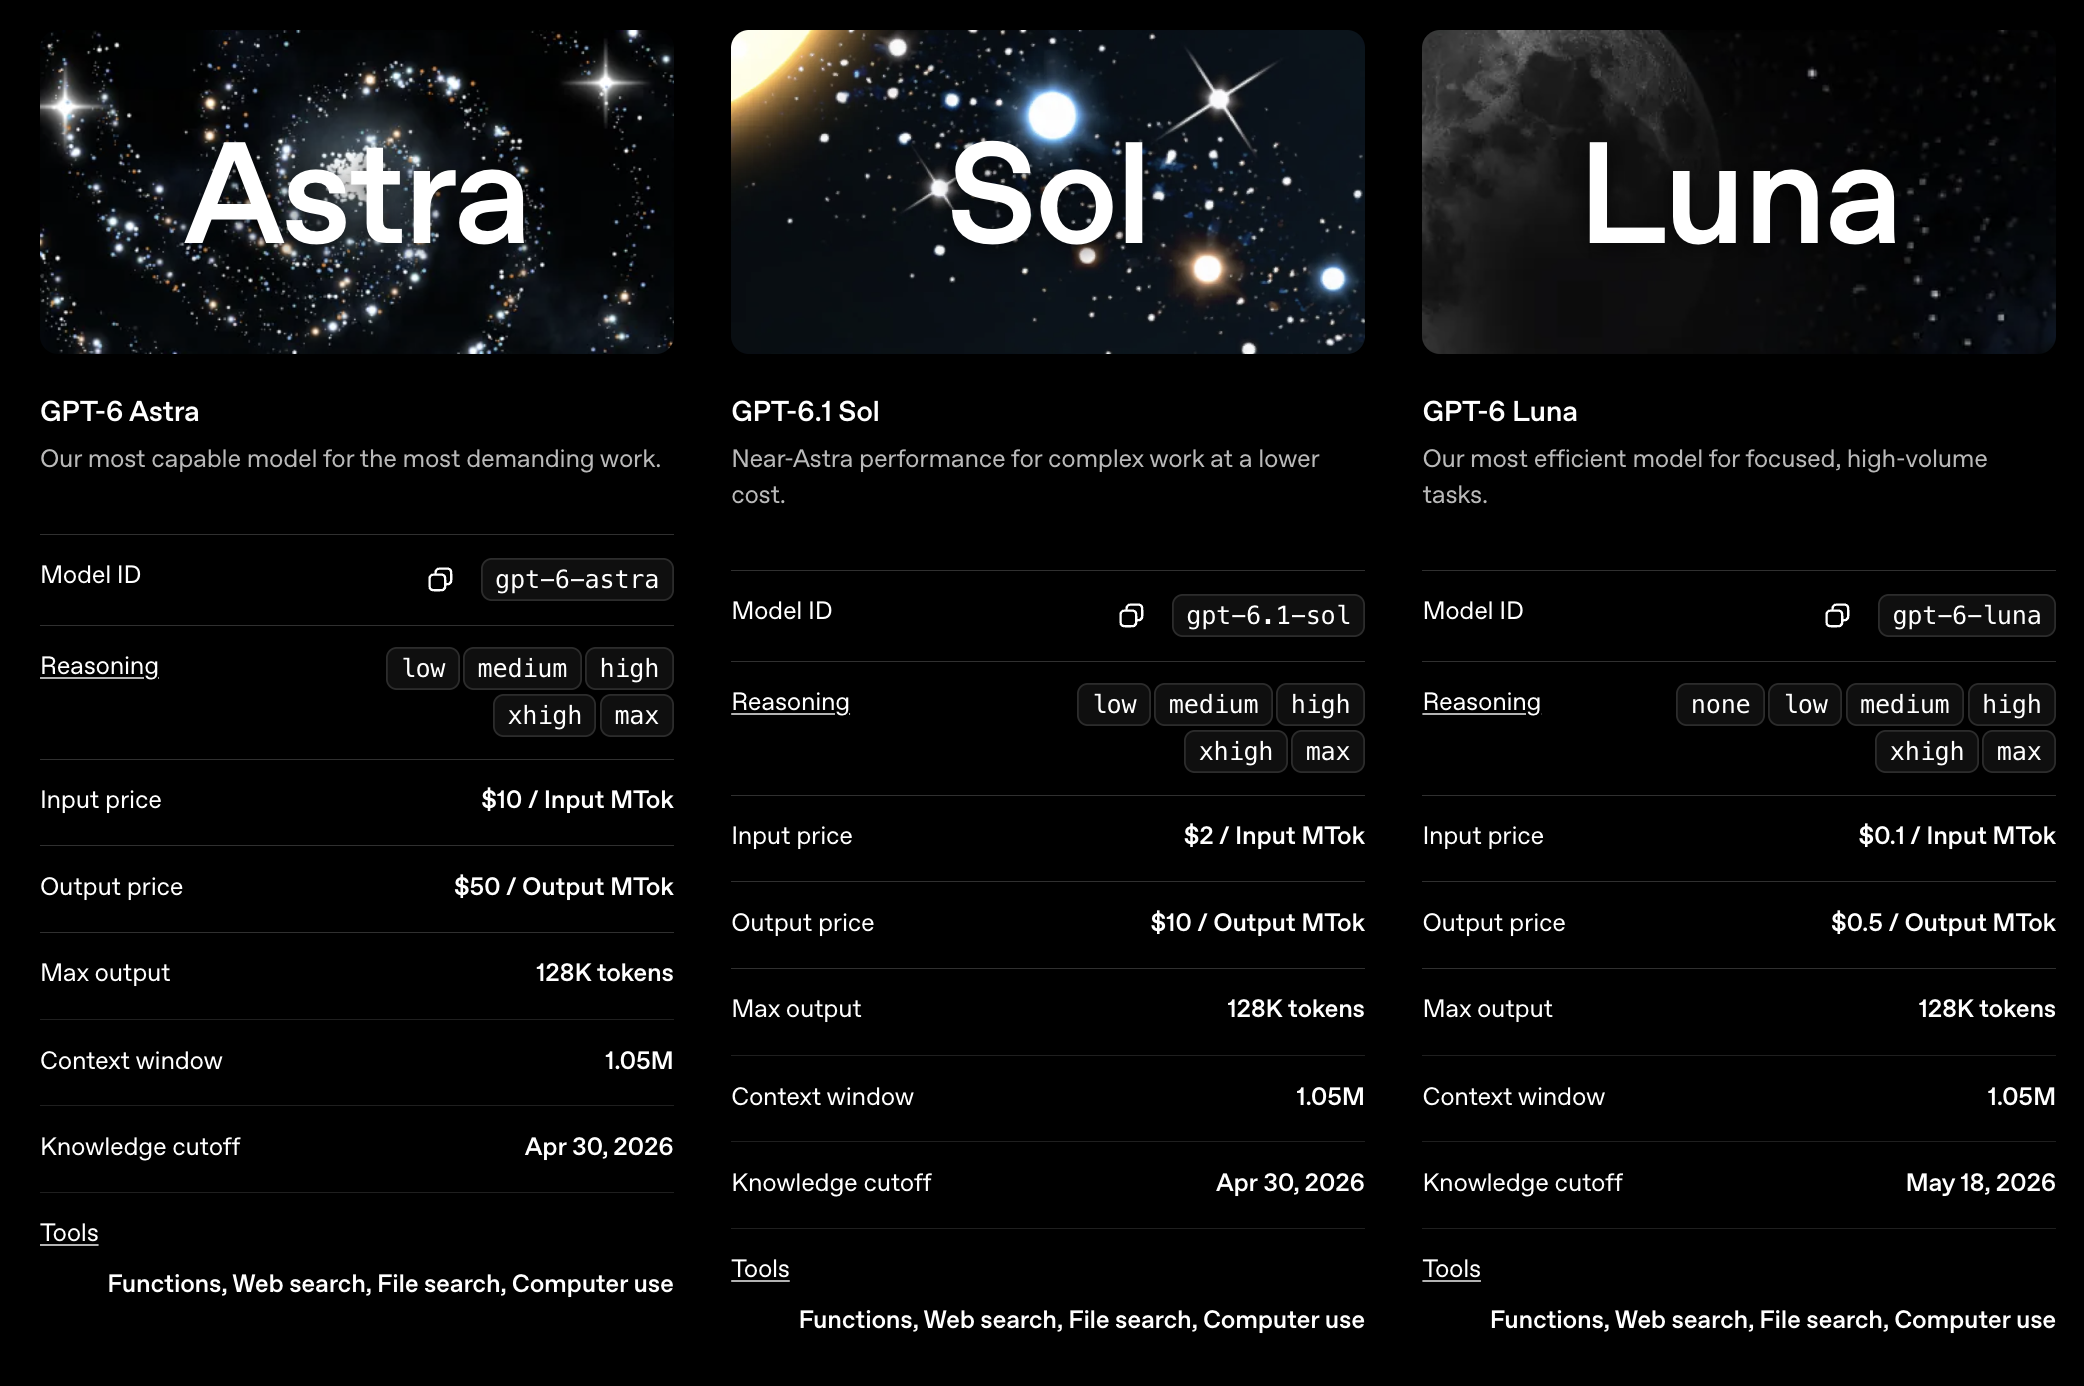 Astra
GPT-6 Astra
Our most capable model for the most demanding work.
Model ID gpt-6-astra
Reasoning low medium high
xhigh max
Input price $10 / Input MTok
Output price $50 / Output MTok
Max output 128K tokens
Context window 1.05M
Knowledge cutoff Apr 30, 2026
Tools
Functions, Web search, File search, Computer use
Sol
GPT-6.1 Sol
Near-Astra performance for complex work at a lower
cost.
Model ID gpt-6.1-sol
Reasoning low medium high
xhigh max
Input price $2 / Input MTok
Output price $10 / Output MTok
Max output 128K tokens
Context window 1.05M
Knowledge cutoff Apr 30, 2026
Tools
Functions, Web search, File search, Computer use
Luna
GPT-6 Luna
Our most efficient model for focused, high-volume
tasks.
Model ID gpt-6-luna
Reasoning none low medium high
xhigh max
Input price $0.1 / Input MTok
Output price $0.5 / Output MTok
Max output 128K tokens
Context window 1.05M
Knowledge cutoff May 18, 2026
Tools
Functions, Web search, File search, Computer use